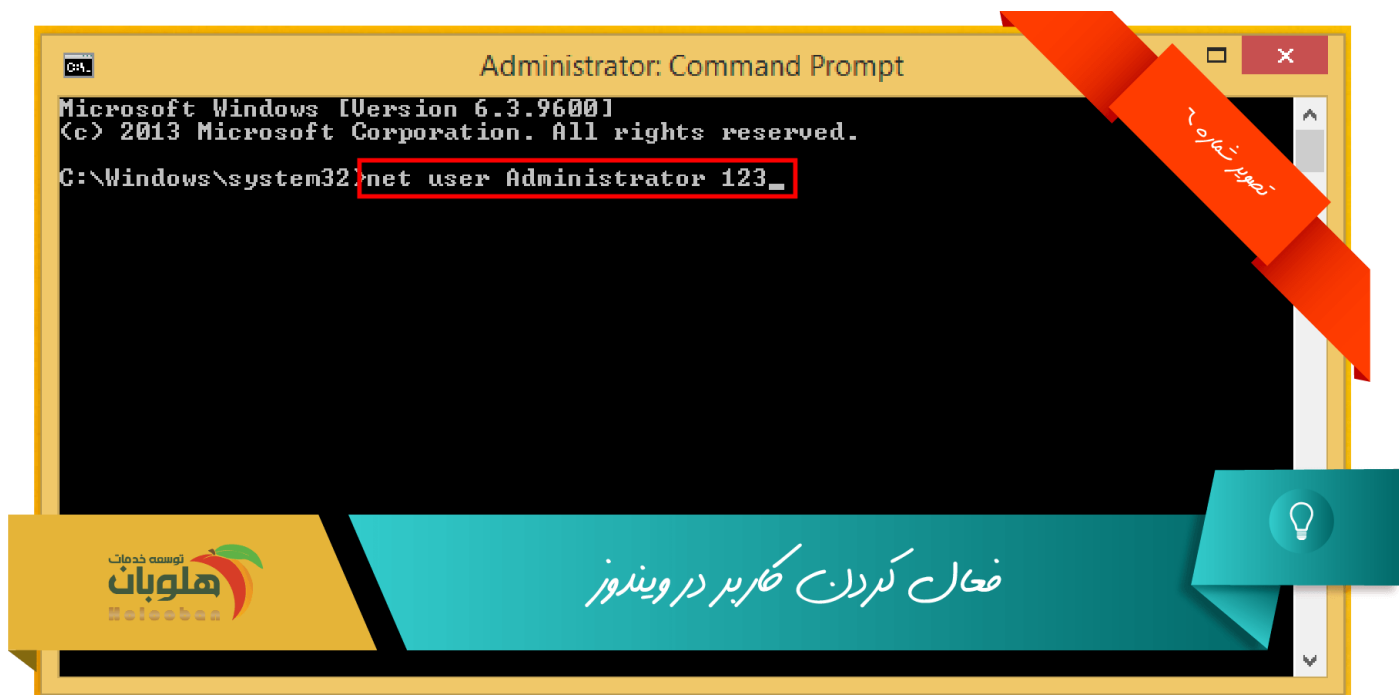 Administrator: Command Prompt
Microsoft Windows [Version 6.3.9600]
(c) 2013 Microsoft Corporation. All rights reserved.
C:\Windows\system32>net user Administrator 123_
تصویر شماره ۶
فعال کردن کاربر در ویندوز
توسعه خدمات
هلوبان
Holooban